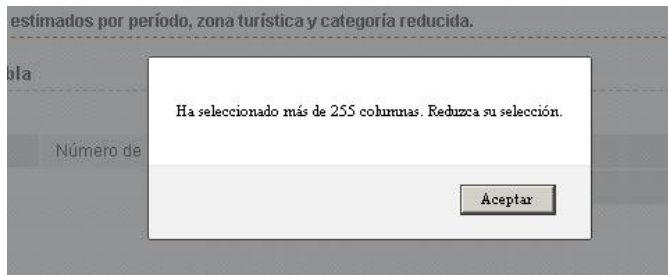 estimados por período, zona turística y categoría reducida.
bla
Ha seleccionado más de 255 columnas. Reduzca su selección.
Número de
Aceptar